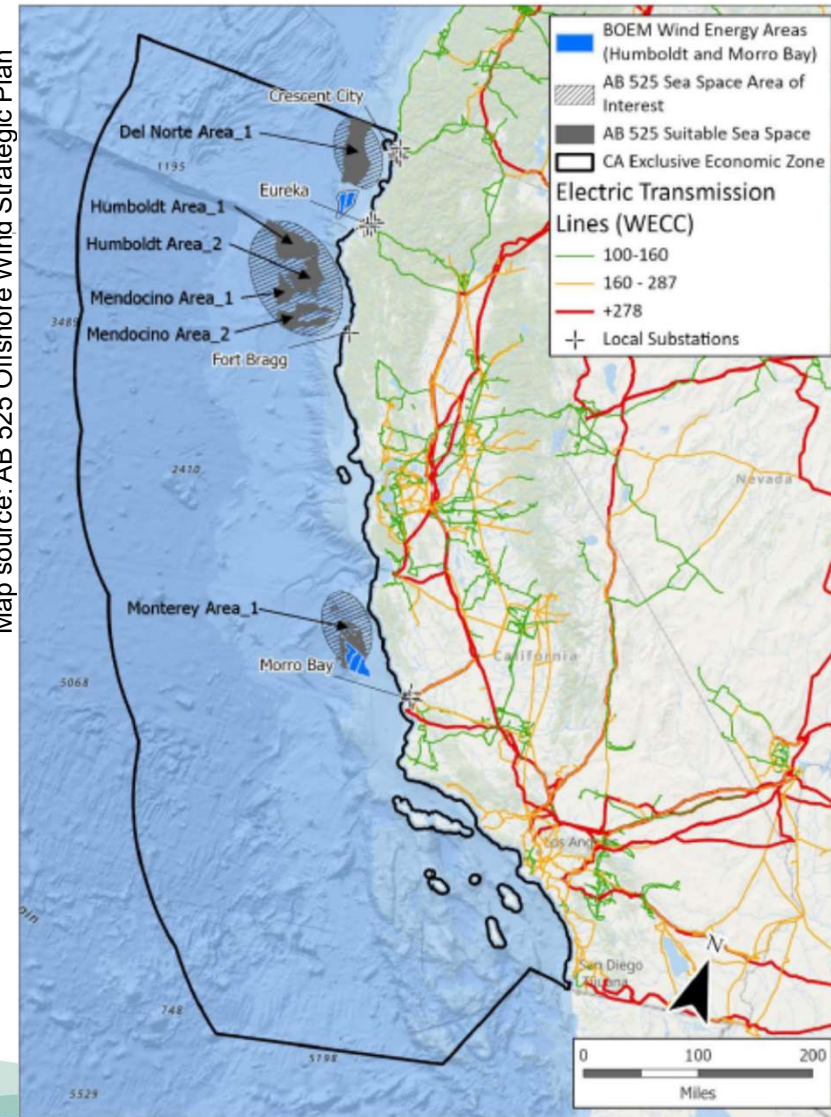 Map source: AB 525 Offshore Wind Strategic Plan
BOEM Wind Energy Areas
(Humboldt and Morro Bay)
AB 525 Sea Space Area of
Interest
AB 525 Suitable Sea Space
CA Exclusive Economic Zone
Electric Transmission
Lines (WECC)
100-160
160 - 287
+278
Local Substations
Crescent City
Del Norte Area_1
1195
Eureka
Humboldt Area_1
Humboldt Area_2
Mendocino Area_1
3485
Mendocino Area_2
Fort Bragg
2410
Nevada
Monterey Area_1
California
Morro Bay
5068
Los Angeles
N
San Diego
Tijuana
748
5198
5529
0 100 200
Miles